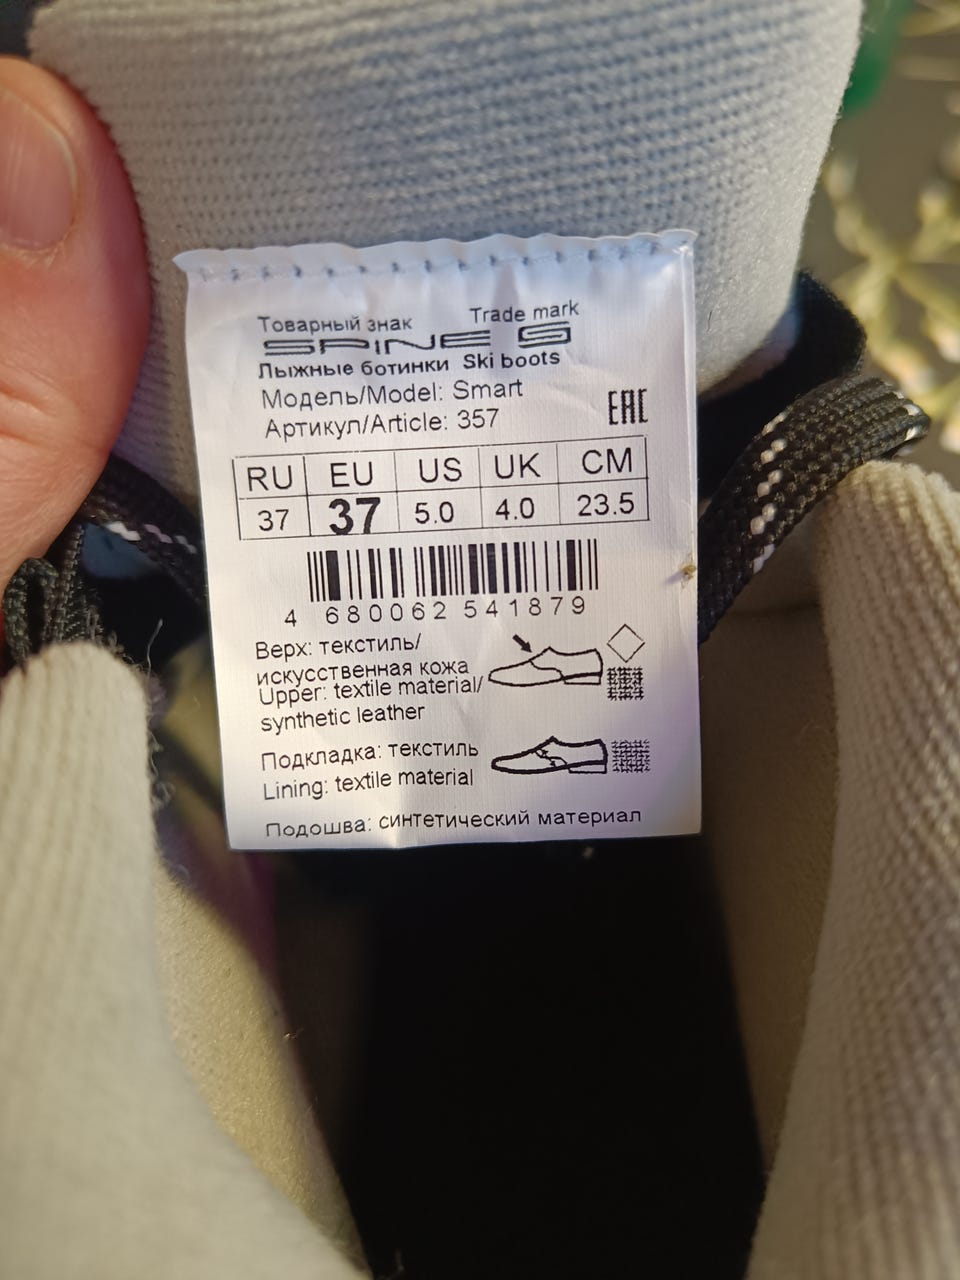 Товарный знак Trade mark
SPINE S
Лыжные ботинки Ski boots
Модель/Model: Smart
Артикул/Article: 357
EAC
RU EU US UK CM
37 37 5.0 4.0 23.5
4 680062 541879
Верх: текстиль/
искусственная кожа
Upper: textile material/
synthetic leather
Подкладка: текстиль
Lining: textile material
Подошва: синтетический материал